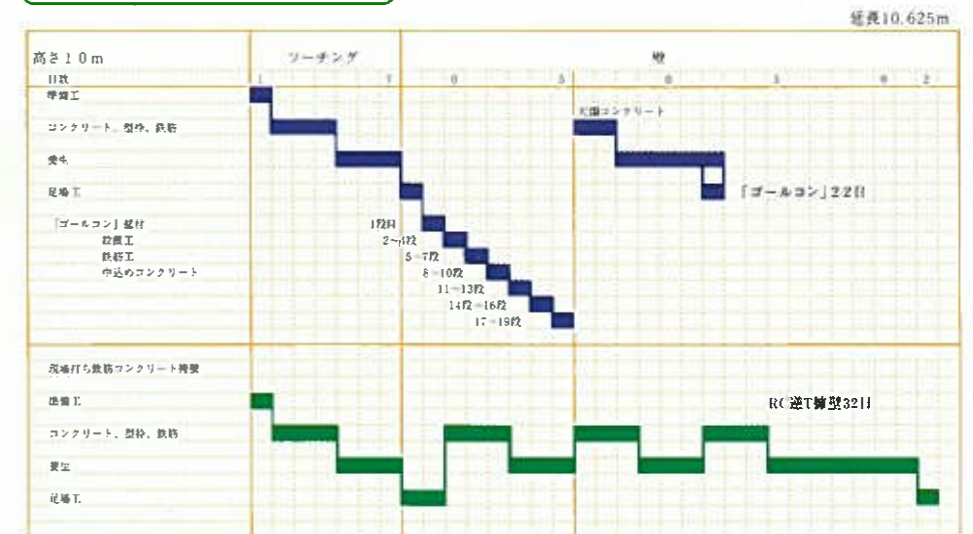 延長10.625m
高さ10m
フーチング
壁
日数
1
7
準備工
天端コンクリート
コンクリート、型枠、鉄筋
養生
足場工
「ゴールコン」22日
「ゴールコン」壁材
1段目
設置工
鉄筋工
5~7段
中込めコンクリート
8~10段
11~13段
14段~16段
17~19段
現場打ち鉄筋コンクリート擁壁
準備工
RC逆T擁壁32日
コンクリート、型枠、鉄筋
養生
足場工